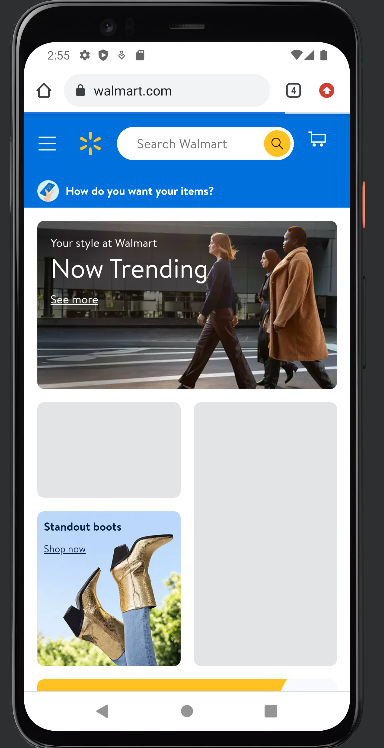 2:55
walmart.com
4
Search Walmart
How do you want your items?
Your style at Walmart
Now Trending
See more
Standout boots
Shop now